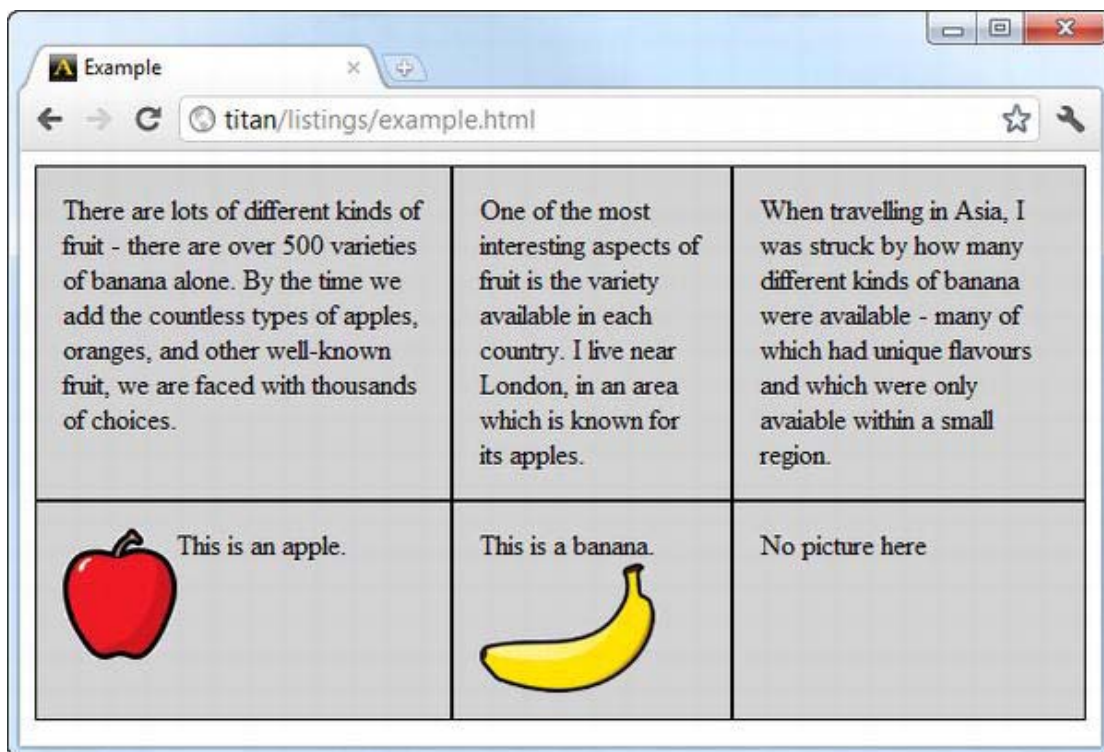 Example
titan/listings/example.html
There are lots of different kinds of
fruit - there are over 500 varieties
of banana alone. By the time we
add the countless types of apples,
oranges, and other well-known
fruit, we are faced with thousands
of choices.
One of the most
interesting aspects of
fruit is the variety
available in each
country. I live near
London, in an area
which is known for
its apples.
When travelling in Asia, I
was struck by how many
different kinds of banana
were available - many of
which had unique flavours
and which were only
avaiable within a small
region.
This is an apple.
This is a banana.
No picture here